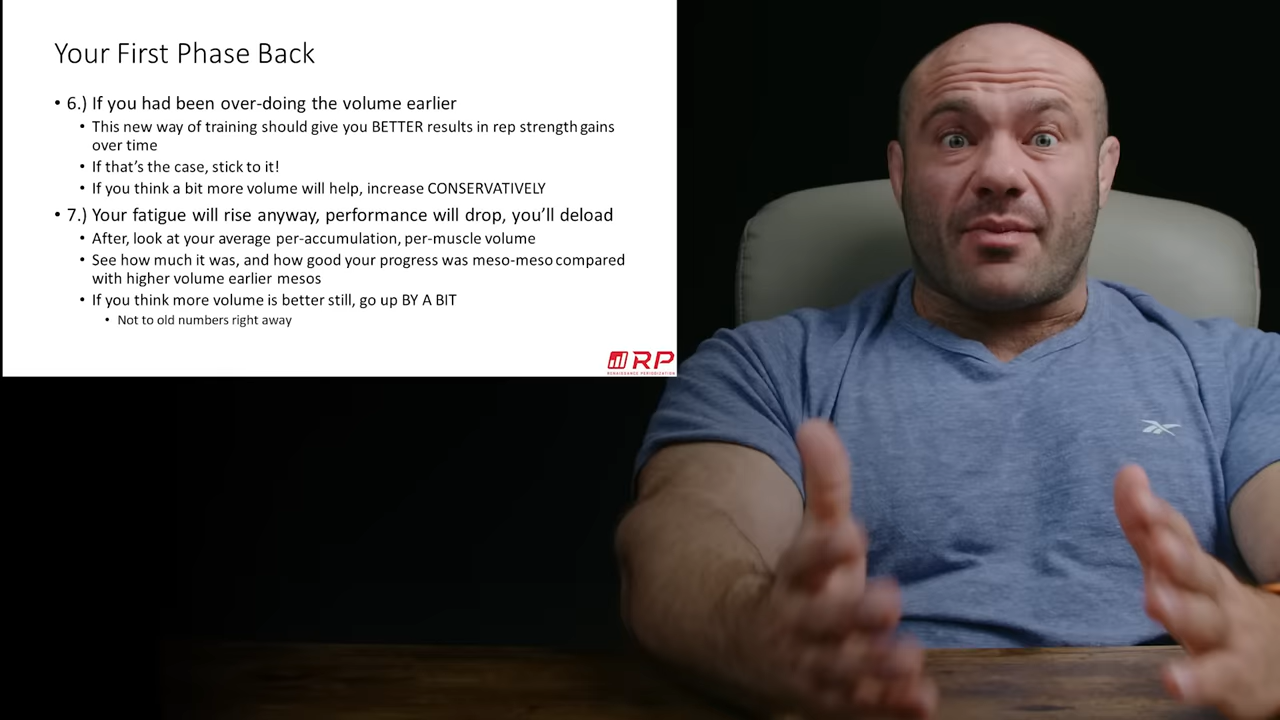 Your First Phase Back
• 6.) If you had been over-doing the volume earlier
• This new way of training should give you BETTER results in rep strength gains
over time
• If that's the case, stick to it!
• If you think a bit more volume will help, increase CONSERVATIVELY
• 7.) Your fatigue will rise anyway, performance will drop, you'll deload
• After, look at your average per-accumulation, per-muscle volume
• See how much it was, and how good your progress was meso-meso compared
with higher volume earlier mesos
• If you think more volume is better still, go up BY A BIT
• Not to old numbers right away
RP
RENAISSANCE PERIODIZATION